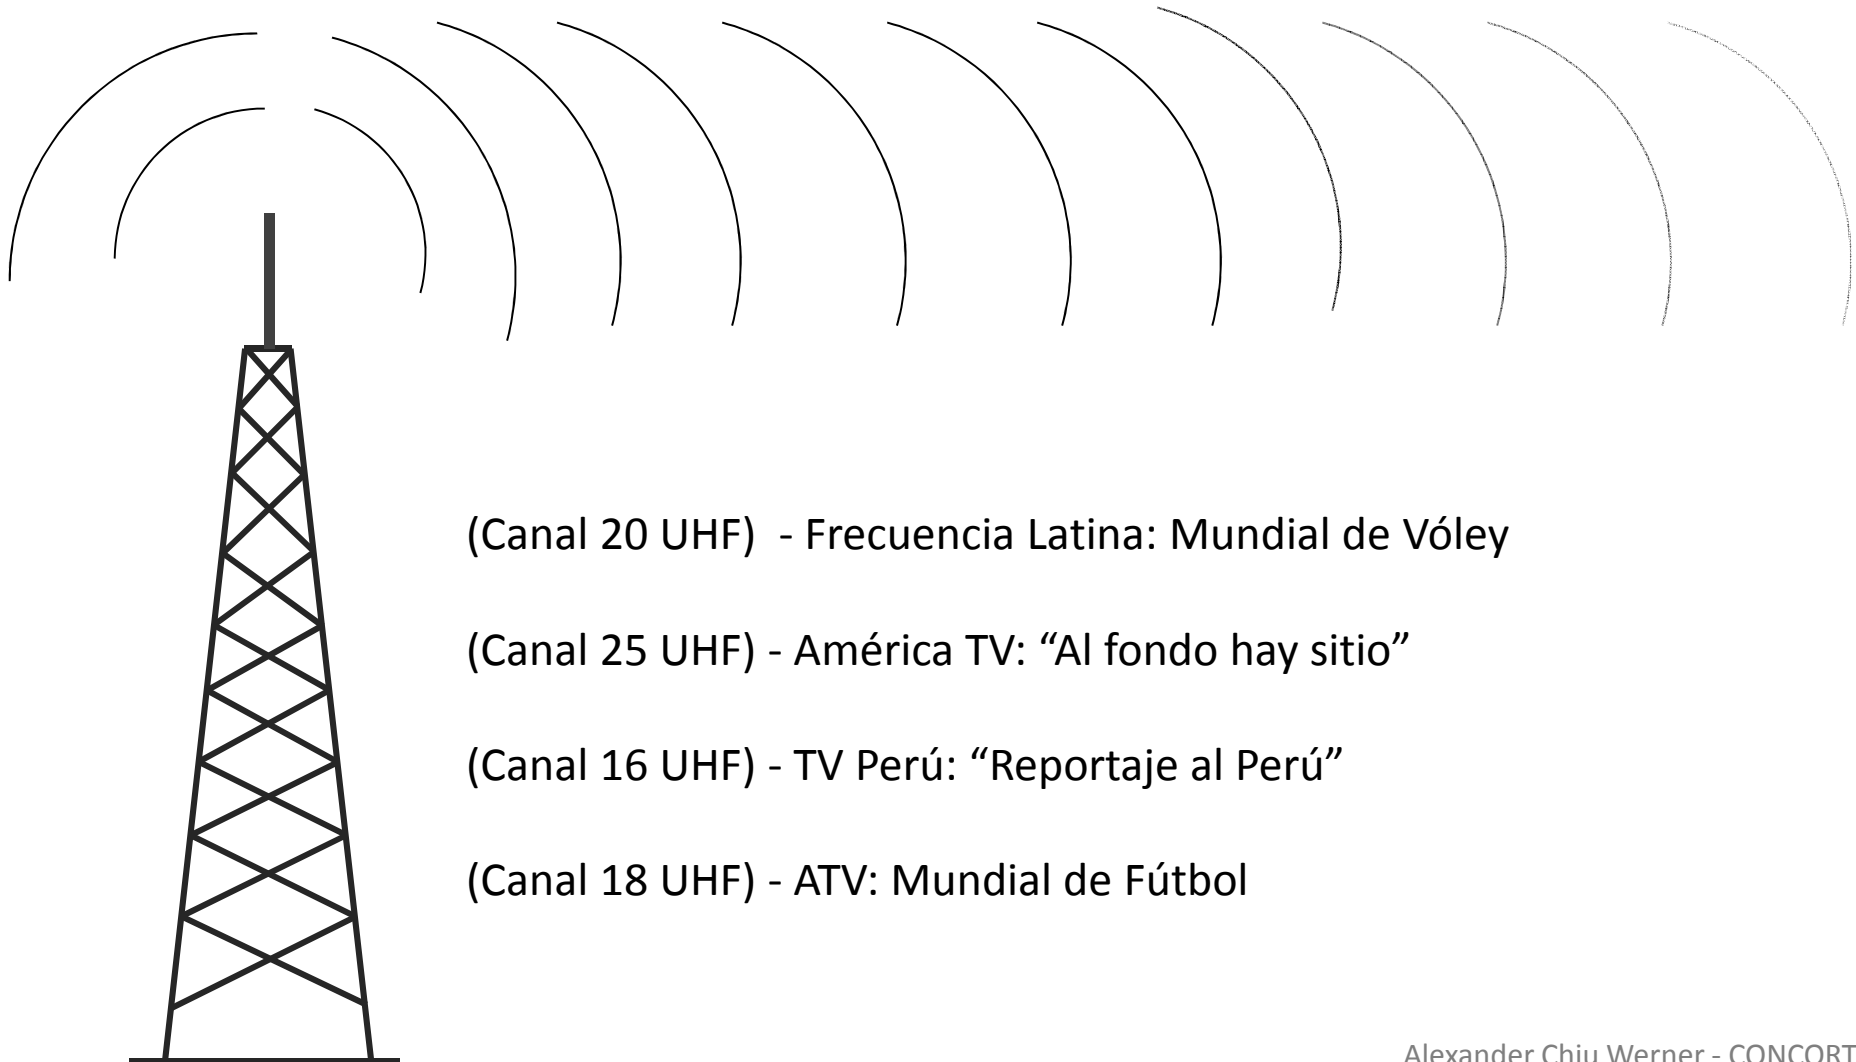 (Canal 20 UHF)  - Frecuencia Latina: Mundial de Vóley
(Canal 25 UHF) - América TV: “Al fondo hay sitio”
(Canal 16 UHF) - TV Perú: “Reportaje al Perú”
(Canal 18 UHF) - ATV: Mundial de Fútbol
Alexander Chiu Werner - CONCORT